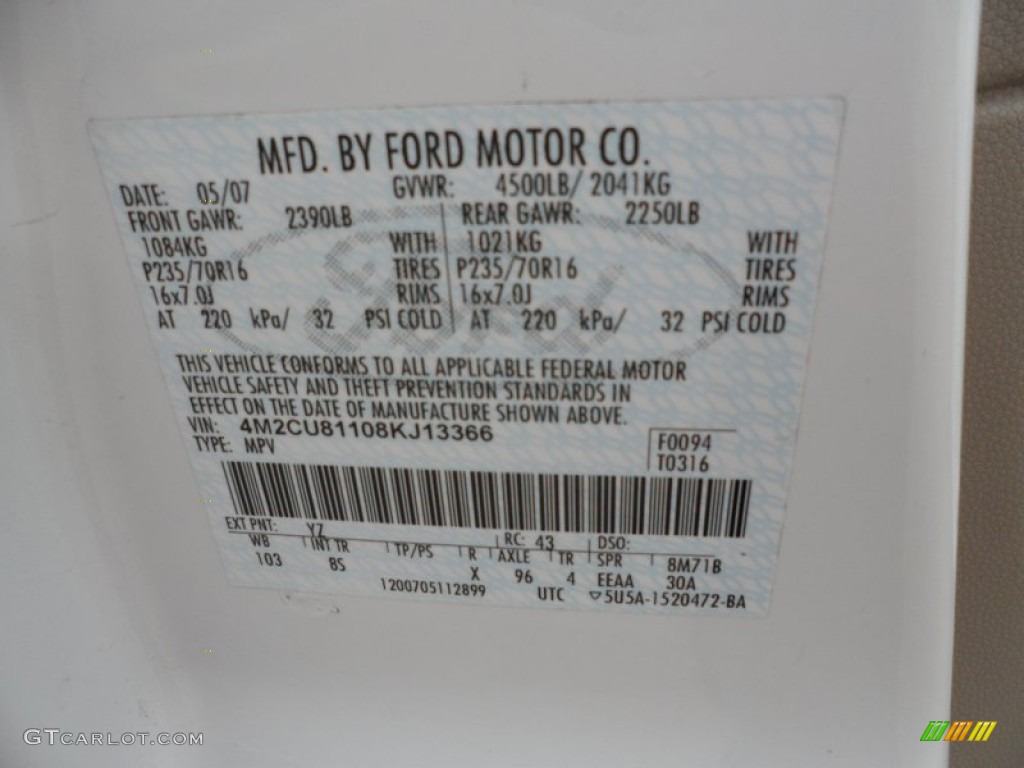 MFD. BY FORD MOTOR CO.
DATE: 05/07 GVWR: 4500LB/ 2041KG
FRONT GAWR: 2390LB REAR GAWR: 2250LB
1084KG WITH 1021KG WITH
P235/70R16 TIRES P235/70R16 TIRES
16x7.0J RIMS 16x7.0J RIMS
AT 220 kPa/ 32 PSI COLD AT 220 kPa/ 32 PSI COLD
Ford
THIS VEHICLE CONFORMS TO ALL APPLICABLE FEDERAL MOTOR
VEHICLE SAFETY AND THEFT PREVENTION STANDARDS IN
EFFECT ON THE DATE OF MANUFACTURE SHOWN ABOVE.
VIN: 4M2CU81108KJ13366
TYPE: MPV
F0094
T0316
EXT PNT: YZ RC: 43 DSO:
WB INT TR TP/PS R AXLE TR SPR 8M71B
103 8S X 96 4 EEAA 30A
1200705112899 UTC ▽5U5A-1520472-BA
GTCARLOT.COM